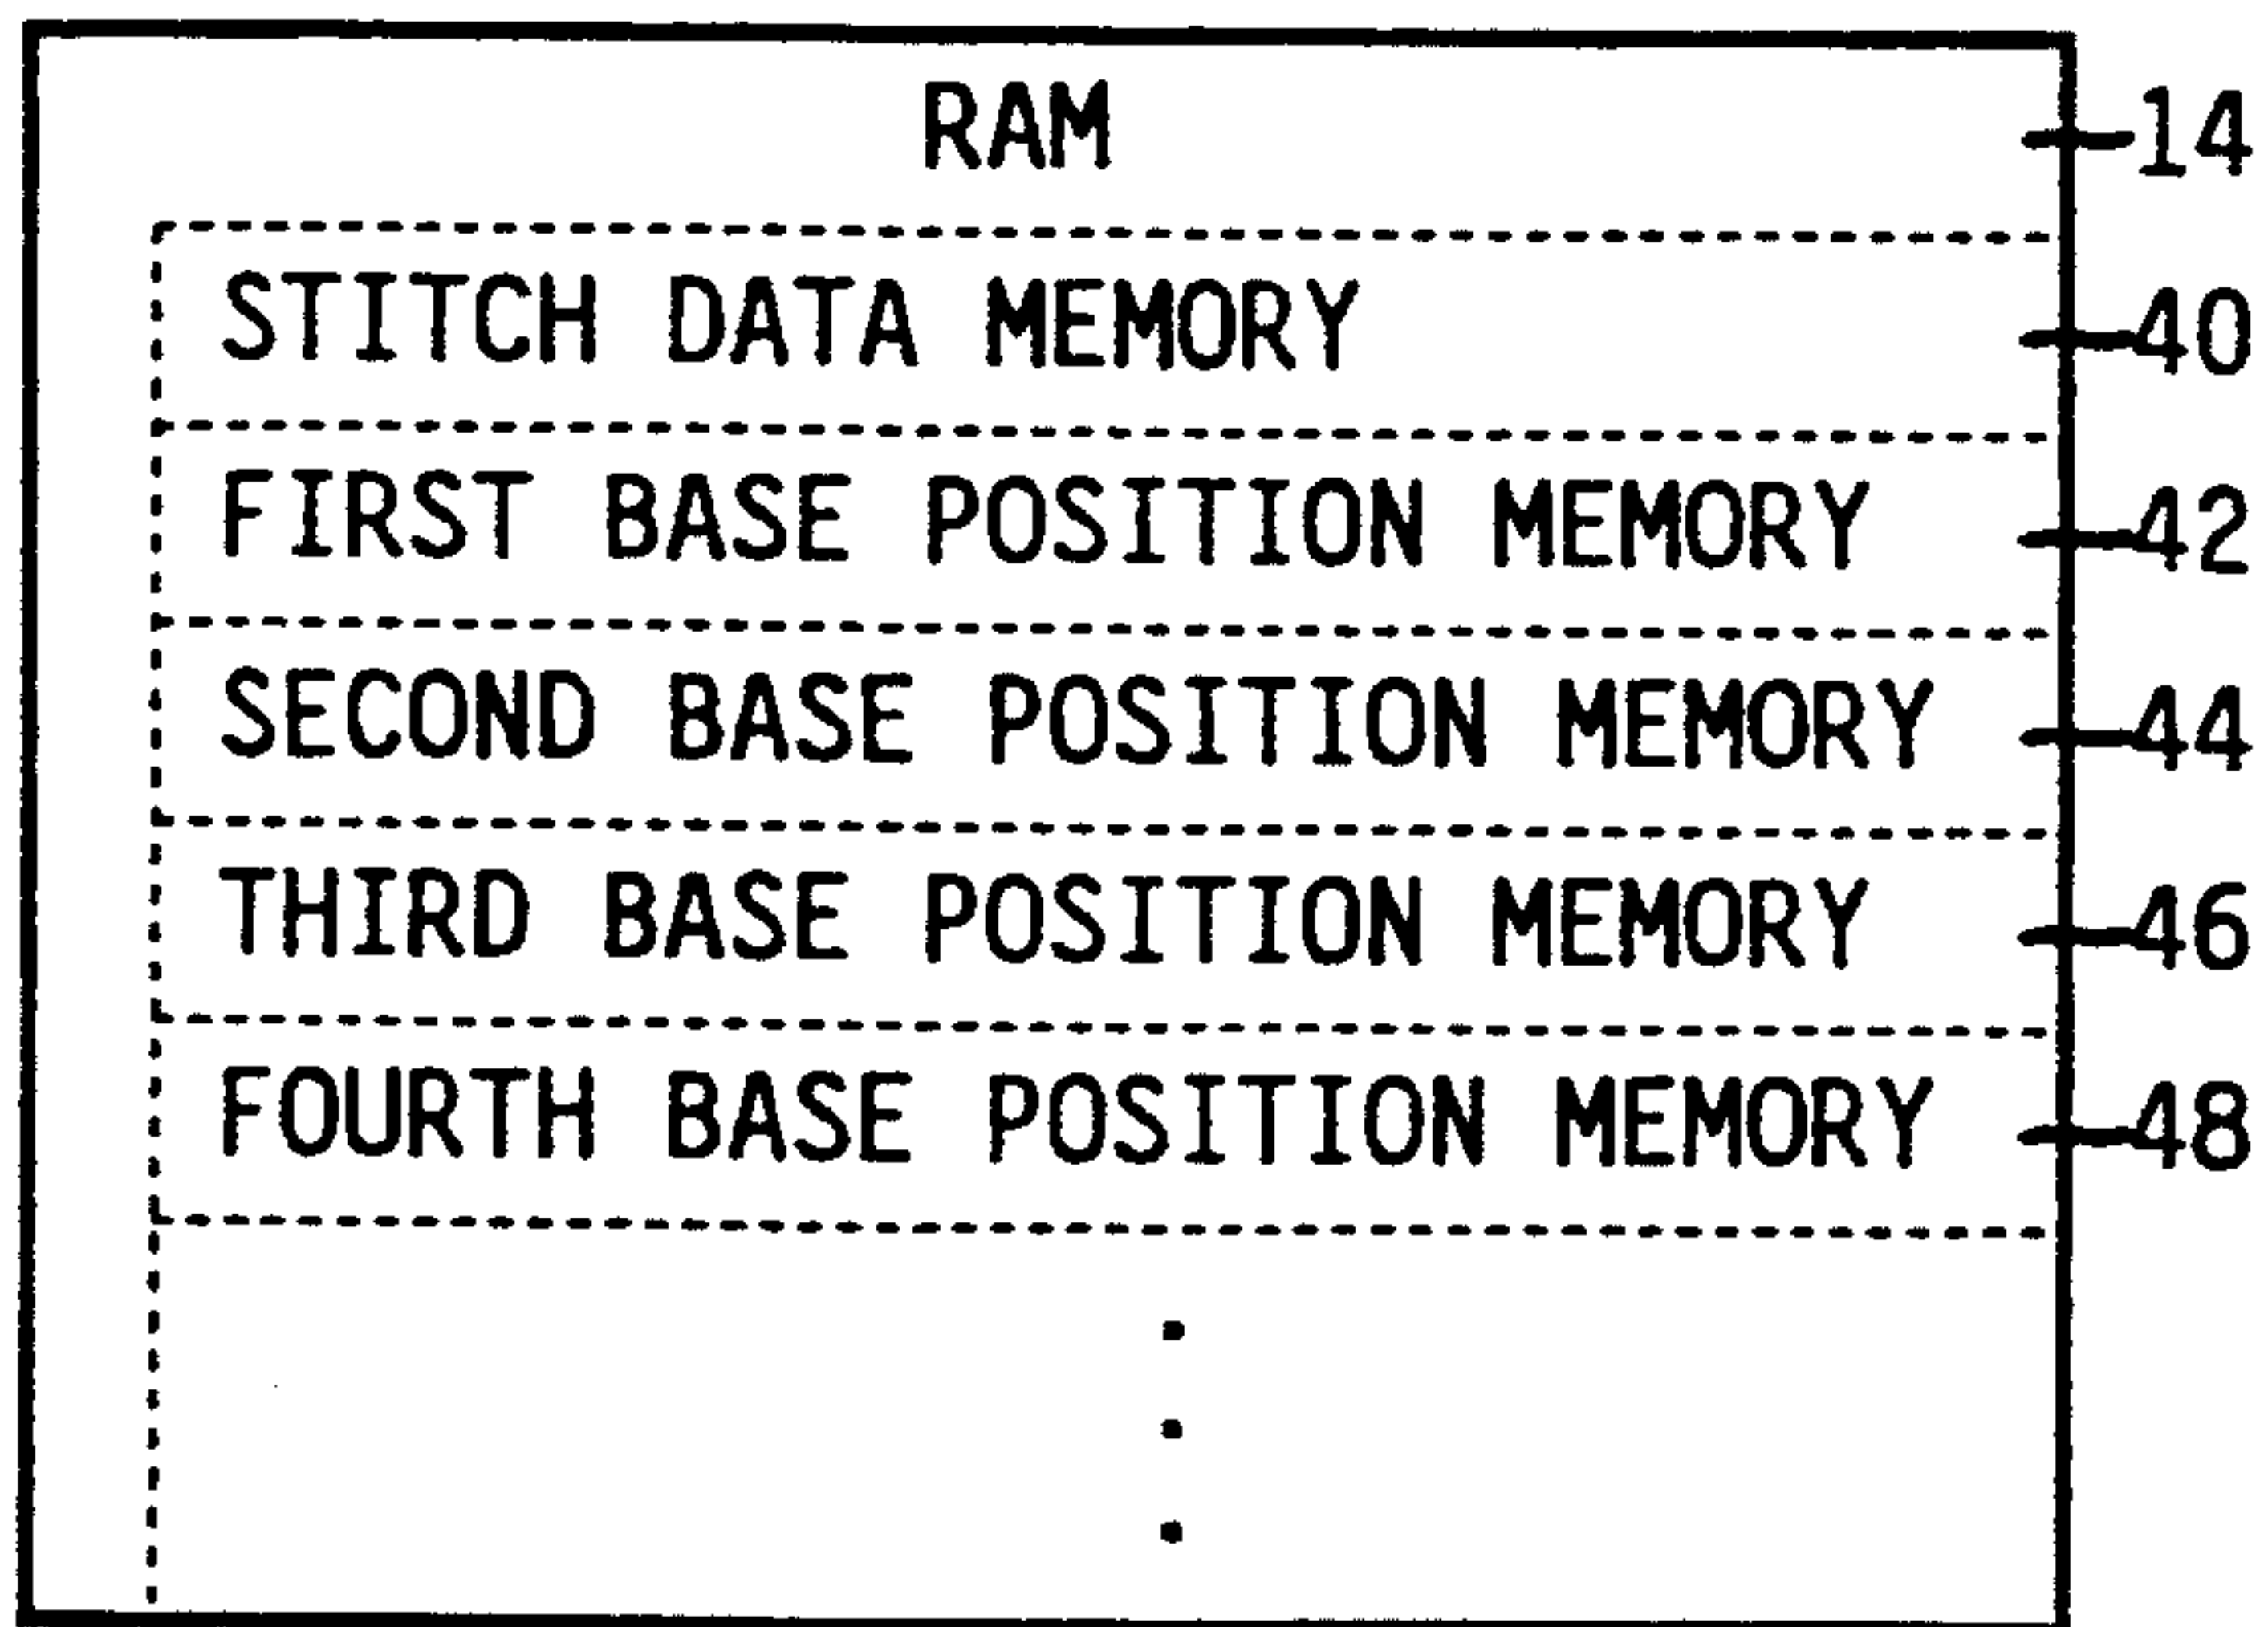 RAM 14
STITCH DATA MEMORY 40
FIRST BASE POSITION MEMORY 42
SECOND BASE POSITION MEMORY 44
THIRD BASE POSITION MEMORY 46
FOURTH BASE POSITION MEMORY 48